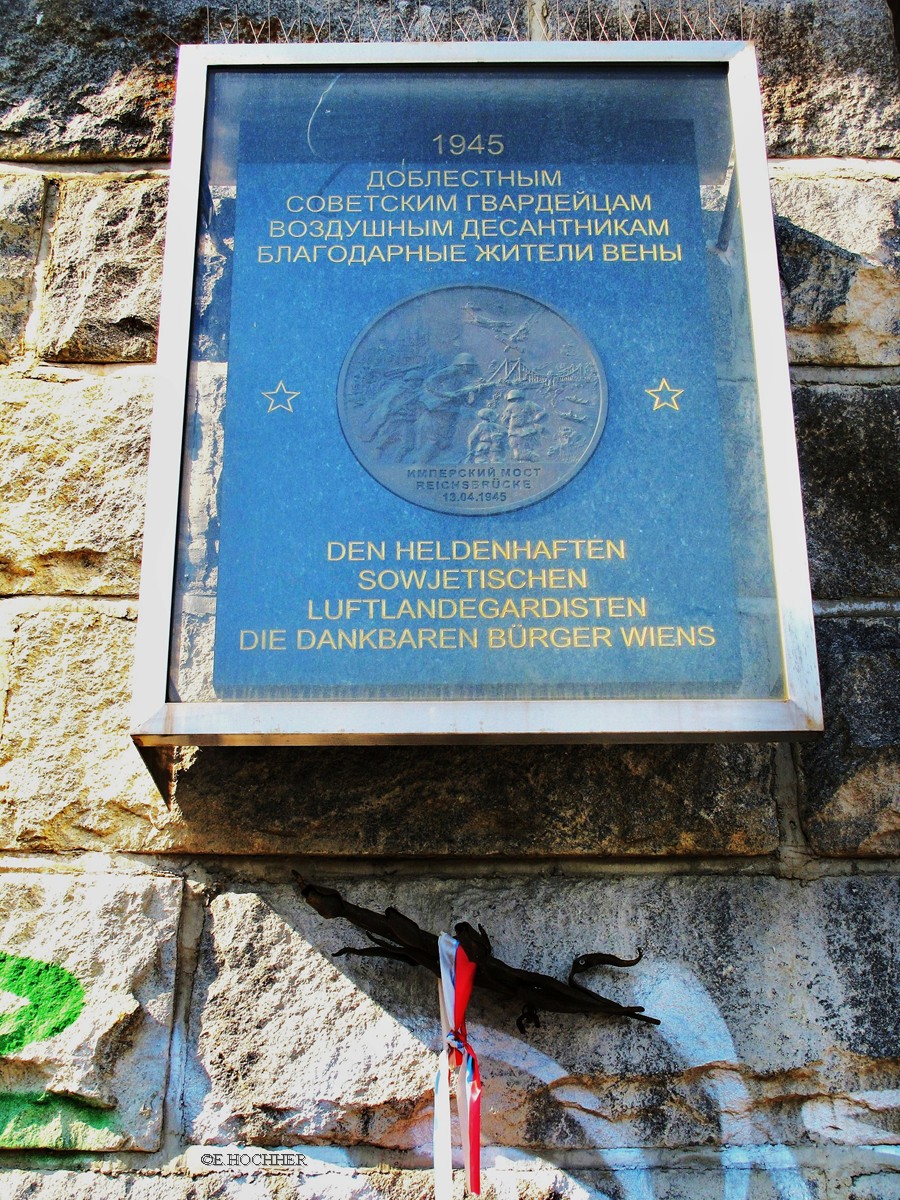 1945
ДОБЛЕСТНЫМ
СОВЕТСКИМ ГВАРДЕЙЦАМ
ВОЗДУШНЫМ ДЕСАНТНИКАМ
БЛАГОДАРНЫЕ ЖИТЕЛИ ВЕНЫ
ИМПЕРСКИЙ МОСТ
REICHSBRÜCKE
13.04.1945
DEN HELDENHAFTEN
SOWJETISCHEN
LUFTLANDEGARDISTEN
DIE DANKBAREN BÜRGER WIENS
©E.HOCHHER